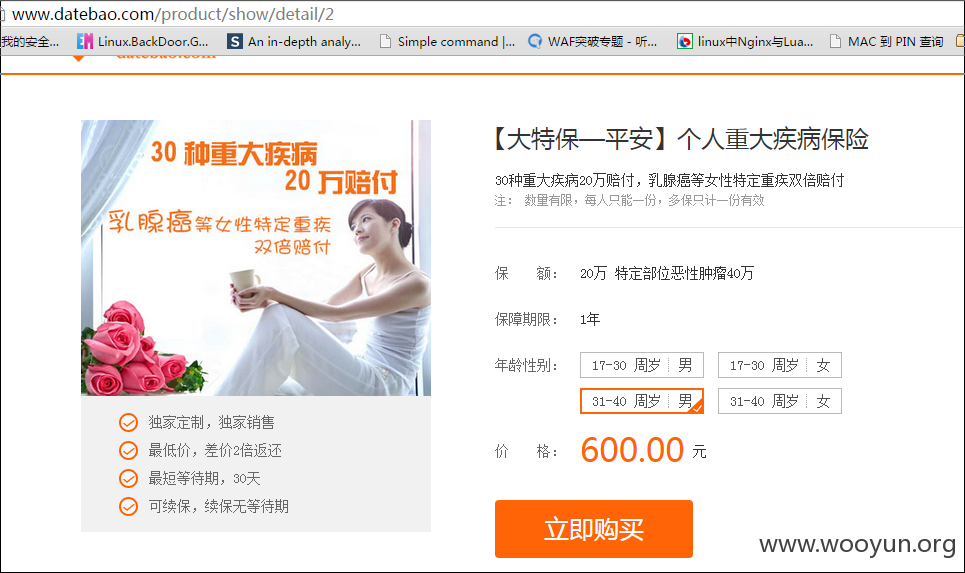 www.datebao.com/product/show/detail/2
我的安全...
Linux.BackDoor.G...
An in-depth analy...
Simple command |...
WAF突破专题 - 听...
linux中Nginx与Lua...
MAC 到 PIN 查询
datebao.com
30 种重大疾病
20 万赔付
乳腺癌等女性特定重疾
双倍赔付
独家定制，独家销售
最低价，差价2倍返还
最短等待期，30天
可续保，续保无等待期
【大特保—平安】个人重大疾病保险
30种重大疾病20万赔付，乳腺癌等女性特定重疾双倍赔付
注： 数量有限，每人只能一份，多保只计一份有效
保 额： 20万 特定部位恶性肿瘤40万
保障期限： 1年
年龄性别： 17-30 周岁 男 17-30 周岁 女
31-40 周岁 男 31-40 周岁 女
价 格： 600.00 元
立即购买
www.wooyun.org